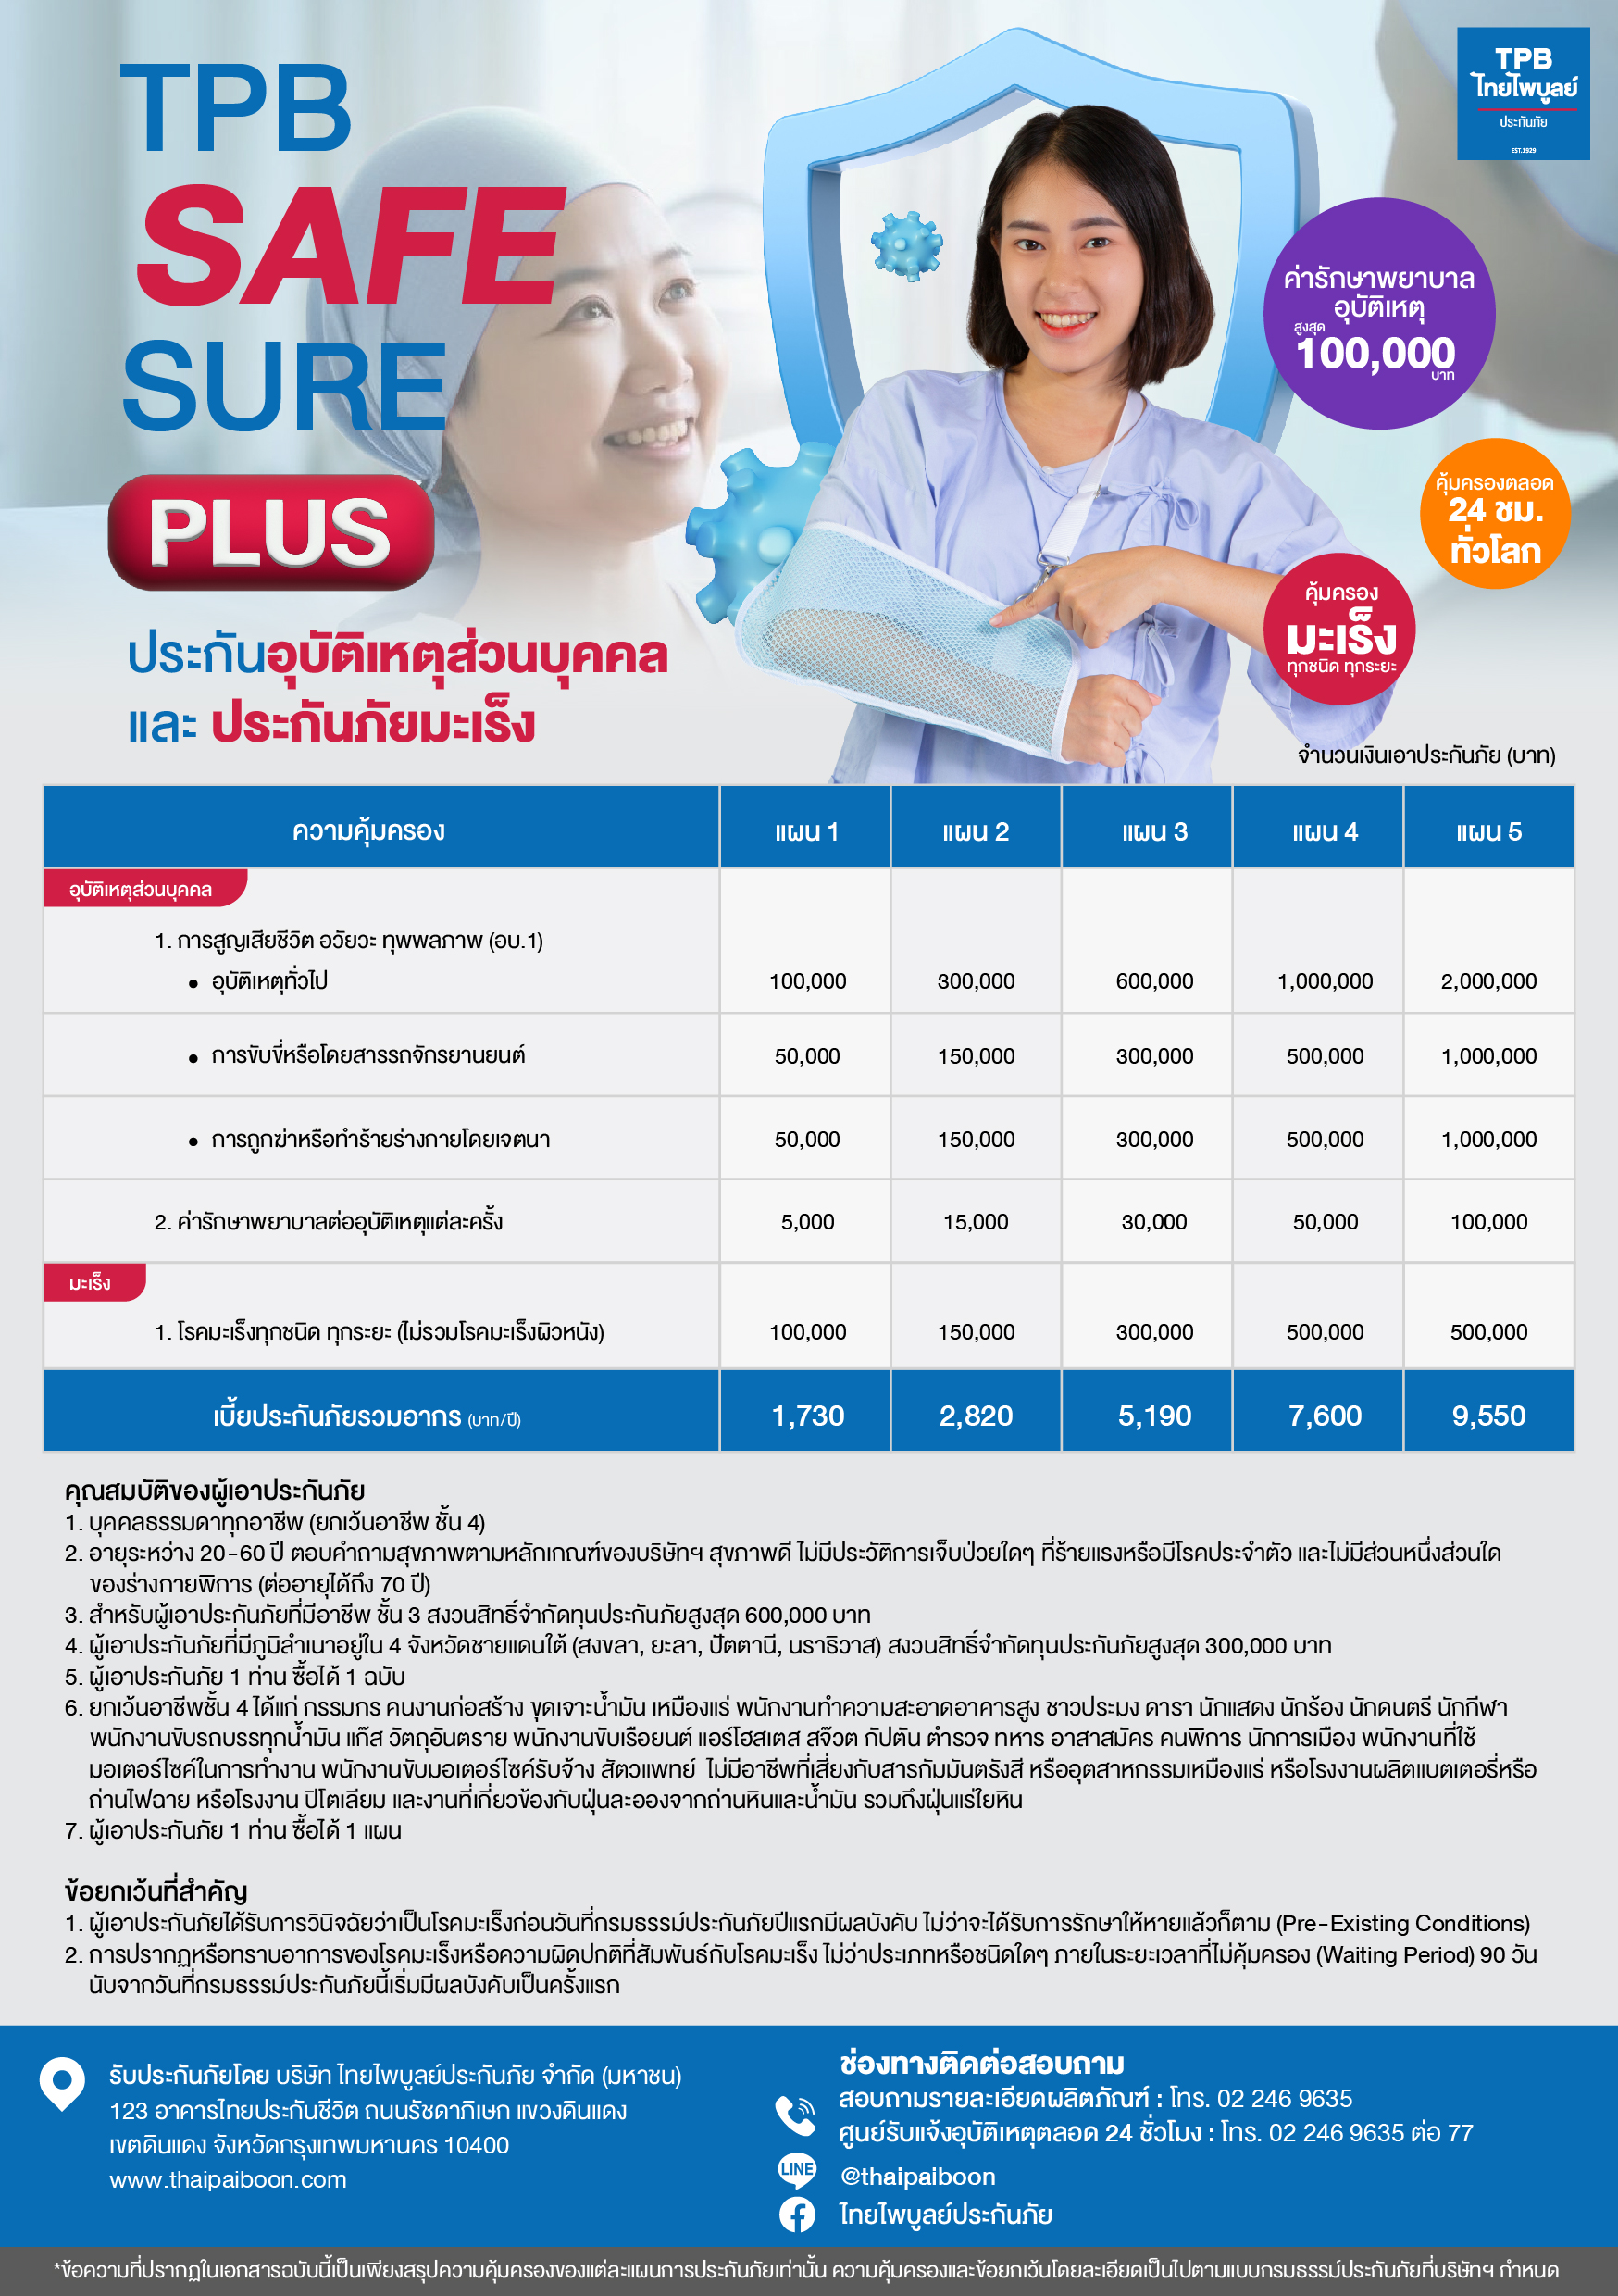 TPB
SAFE
SURE
PLUS
ประกันอุบัติเหตุส่วนบุคคล
และ ประกันภัยมะเร็ง
TPB
ไทยไพบูลย์
ประกันภัย
EST.1929
ค่ารักษาพยาบาล
อุบัติเหตุ
สูงสุด
100,000
บาท
คุ้มครองตลอด
24 ชม.
ทั่วโลก
คุ้มครอง
มะเร็ง
ทุกชนิด ทุกระยะ
จำนวนเงินเอาประกันภัย (บาท)
ความคุ้มครอง แผน 1 แผน 2 แผน 3 แผน 4 แผน 5
อุบัติเหตุส่วนบุคคล
1. การสูญเสียชีวิต อวัยวะ ทุพพลภาพ (อบ.1)
• อุบัติเหตุทั่วไป 100,000 300,000 600,000 1,000,000 2,000,000
• การขับขี่หรือโดยสารรถจักรยานยนต์ 50,000 150,000 300,000 500,000 1,000,000
• การถูกฆ่าหรือทำร้ายร่างกายโดยเจตนา 50,000 150,000 300,000 500,000 1,000,000
2. ค่ารักษาพยาบาลต่ออุบัติเหตุแต่ละครั้ง 5,000 15,000 30,000 50,000 100,000
มะเร็ง
1. โรคมะเร็งทุกชนิด ทุกระยะ (ไม่รวมโรคมะเร็งผิวหนัง) 100,000 150,000 300,000 500,000 500,000
เบี้ยประกันภัยรวมอากร (บาท/ปี) 1,730 2,820 5,190 7,600 9,550
คุณสมบัติของผู้เอาประกันภัย
1. บุคคลธรรมดาทุกอาชีพ (ยกเว้นอาชีพ ชั้น 4)
2. อายุระหว่าง 20-60 ปี ตอบคำถามสุขภาพตามหลักเกณฑ์ของบริษัทฯ สุขภาพดี ไม่มีประวัติการเจ็บป่วยใดๆ ที่ร้ายแรงหรือมีโรคประจำตัว และไม่มีส่วนหนึ่งส่วนใด
ของร่างกายพิการ (ต่ออายุได้ถึง 70 ปี)
3. สำหรับผู้เอาประกันภัยที่มีอาชีพ ชั้น 3 สงวนสิทธิ์จำกัดทุนประกันภัยสูงสุด 600,000 บาท
4. ผู้เอาประกันภัยที่มีภูมิลำเนาอยู่ใน 4 จังหวัดชายแดนใต้ (สงขลา, ยะลา, ปัตตานี, นราธิวาส) สงวนสิทธิ์จำกัดทุนประกันภัยสูงสุด 300,000 บาท
5. ผู้เอาประกันภัย 1 ท่าน ซื้อได้ 1 ฉบับ
6. ยกเว้นอาชีพชั้น 4 ได้แก่ กรรมกร คนงานก่อสร้าง ขุดเจาะน้ำมัน เหมืองแร่ พนักงานทำความสะอาดอาคารสูง ชาวประมง ดารา นักแสดง นักร้อง นักดนตรี นักกีฬา
พนักงานขับรถบรรทุกน้ำมัน แก๊ส วัตถุอันตราย พนักงานขับเรือยนต์ แอร์โฮสเตส สจ๊วต กัปตัน ตำรวจ ทหาร อาสาสมัคร คนพิการ นักการเมือง พนักงานที่ใช้
มอเตอร์ไซค์ในการทำงาน พนักงานขับมอเตอร์ไซค์รับจ้าง สัตวแพทย์ ไม่มีอาชีพที่เสี่ยงกับสารกัมมันตรังสี หรืออุตสาหกรรมเหมืองแร่ หรือโรงงานผลิตแบตเตอรี่หรือ
ถ่านไฟฉาย หรือโรงงาน ปิโตเลียม และงานที่เกี่ยวข้องกับฝุ่นละอองจากถ่านหินและน้ำมัน รวมถึงฝุ่นแร่ใยหิน
7. ผู้เอาประกันภัย 1 ท่าน ซื้อได้ 1 แผน
ข้อยกเว้นที่สำคัญ
1. ผู้เอาประกันภัยได้รับการวินิจฉัยว่าเป็นโรคมะเร็งก่อนวันที่กรมธรรม์ประกันภัยปีแรกมีผลบังคับ ไม่ว่าจะได้รับการรักษาให้หายแล้วก็ตาม (Pre-Existing Conditions)
2. การปรากฏหรือทราบอาการของโรคมะเร็งหรือความผิดปกติที่สัมพันธ์กับโรคมะเร็ง ไม่ว่าประเภทหรือชนิดใดๆ ภายในระยะเวลาที่ไม่คุ้มครอง (Waiting Period) 90 วัน
นับจากวันที่กรมธรรม์ประกันภัยนี้เริ่มมีผลบังคับเป็นครั้งแรก
รับประกันภัยโดย บริษัท ไทยไพบูลย์ประกันภัย จำกัด (มหาชน)
123 อาคารไทยประกันชีวิต ถนนรัชดาภิเษก แขวงดินแดง
เขตดินแดง จังหวัดกรุงเทพมหานคร 10400
www.thaipaiboon.com
ช่องทางติดต่อสอบถาม
สอบถามรายละเอียดผลิตภัณฑ์ : โทร. 02 246 9635
ศูนย์รับแจ้งอุบัติเหตุตลอด 24 ชั่วโมง : โทร. 02 246 9635 ต่อ 77
LINE @thaipaiboon
ไทยไพบูลย์ประกันภัย
*ข้อความที่ปรากฏในเอกสารฉบับนี้เป็นเพียงสรุปความคุ้มครองของแต่ละแผนการประกันภัยเท่านั้น ความคุ้มครองและข้อยกเว้นโดยละเอียดเป็นไปตามแบบกรมธรรม์ประกันภัยที่บริษัทฯ กำหนด